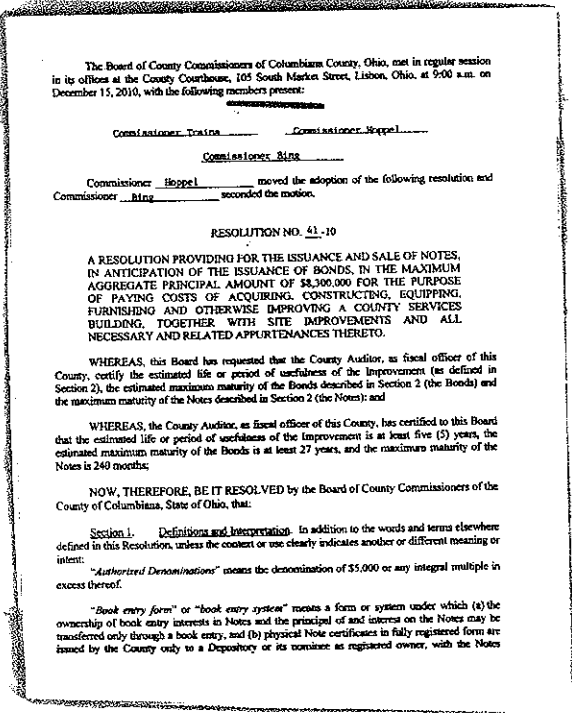 The Board of County Commissioners of Columbiana County, Ohio, met in regular session
in its offices at the County Courthouse, 105 South Market Street, Lisbon, Ohio, at 9:00 a.m. on
December 15, 2010, with the following members present:
Commissioner Traina Commissioner Hoppel
Commissioner Bing
Commissioner Hoppel moved the adoption of the following resolution and
Commissioner Bing seconded the motion.
RESOLUTION NO. 41-10
A RESOLUTION PROVIDING FOR THE ISSUANCE AND SALE OF NOTES,
IN ANTICIPATION OF THE ISSUANCE OF BONDS, IN THE MAXIMUM
AGGREGATE PRINCIPAL AMOUNT OF $8,300,000 FOR THE PURPOSE
OF PAYING COSTS OF ACQUIRING, CONSTRUCTING, EQUIPPING,
FURNISHING AND OTHERWISE IMPROVING A COUNTY SERVICES
BUILDING, TOGETHER WITH SITE IMPROVEMENTS AND ALL
NECESSARY AND RELATED APPURTENANCES THERETO.
WHEREAS, this Board has requested that the County Auditor, as fiscal officer of this
County, certify the estimated life or period of usefulness of the Improvement (as defined in
Section 2), the estimated maximum maturity of the Bonds described in Section 2 (the Bonds) and
the maximum maturity of the Notes described in Section 2 (the Notes): and
WHEREAS, the County Auditor, as fiscal officer of this County, has certified to this Board
that the estimated life or period of usefulness of the Improvement is at least five (5) years, the
estimated maximum maturity of the Bonds is at least 27 years, and the maximum maturity of the
Notes is 240 months;
NOW, THEREFORE, BE IT RESOLVED by the Board of County Commissioners of the
County of Columbiana, State of Ohio, that:
Section 1. Definitions and Interpretation. In addition to the words and terms elsewhere
defined in this Resolution, unless the context or use clearly indicates another or different meaning or
intent:
"Authorized Denominations" means the denomination of $5,000 or any integral multiple in
excess thereof.
"Book entry form" or "book entry system" means a form or system under which (a) the
ownership of book entry interests in Notes and the principal of and interest on the Notes may be
transferred only through a book entry, and (b) physical Note certificates in fully registered form are
issued by the County only to a Depository or its nominee as registered owner, with the Notes